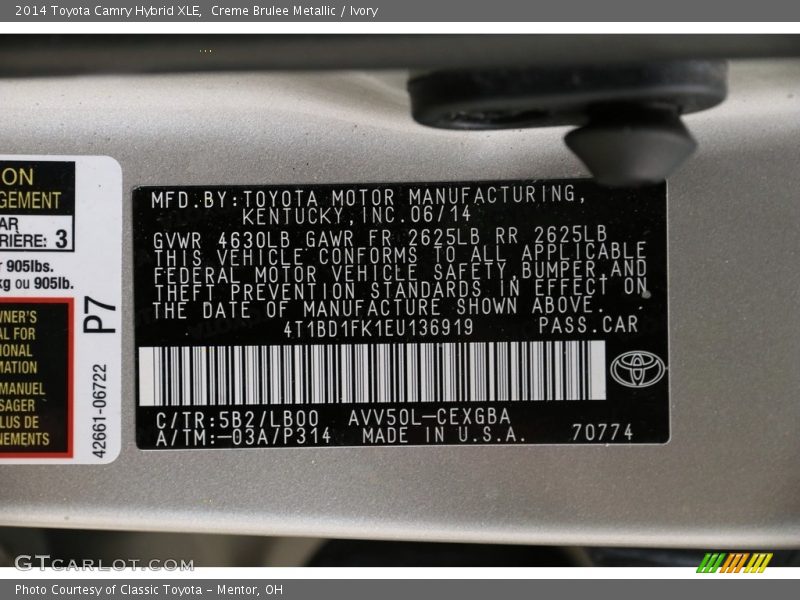 2014 Toyota Camry Hybrid XLE,  Creme Brulee Metallic / Ivory
ON
GEMENT
AR
RIÈRE: 3
905lbs.
kg ou 905lb.
WNER'S
AL FOR
IONAL
MATION
MANUEL
SAGER
LUS DE
NEMENTS
P7
42661-06722
MFD.BY:TOYOTA MOTOR MANUFACTURING,
KENTUCKY,INC.06/14
GVWR 4630LB GAWR FR 2625LB RR 2625LB
THIS VEHICLE CONFORMS TO ALL APPLICABLE
FEDERAL MOTOR VEHICLE SAFETY,BUMPER,AND
THEFT PREVENTION STANDARDS IN EFFECT ON
THE DATE OF MANUFACTURE SHOWN ABOVE.
4T1BD1FK1EU136919 PASS.CAR
C/TR:5B2/LB00 AVV50L-CEXGBA
A/TM:-03A/P314 MADE IN U.S.A. 70774
GTCARLOT.COM
Photo Courtesy of Classic Toyota - Mentor, OH